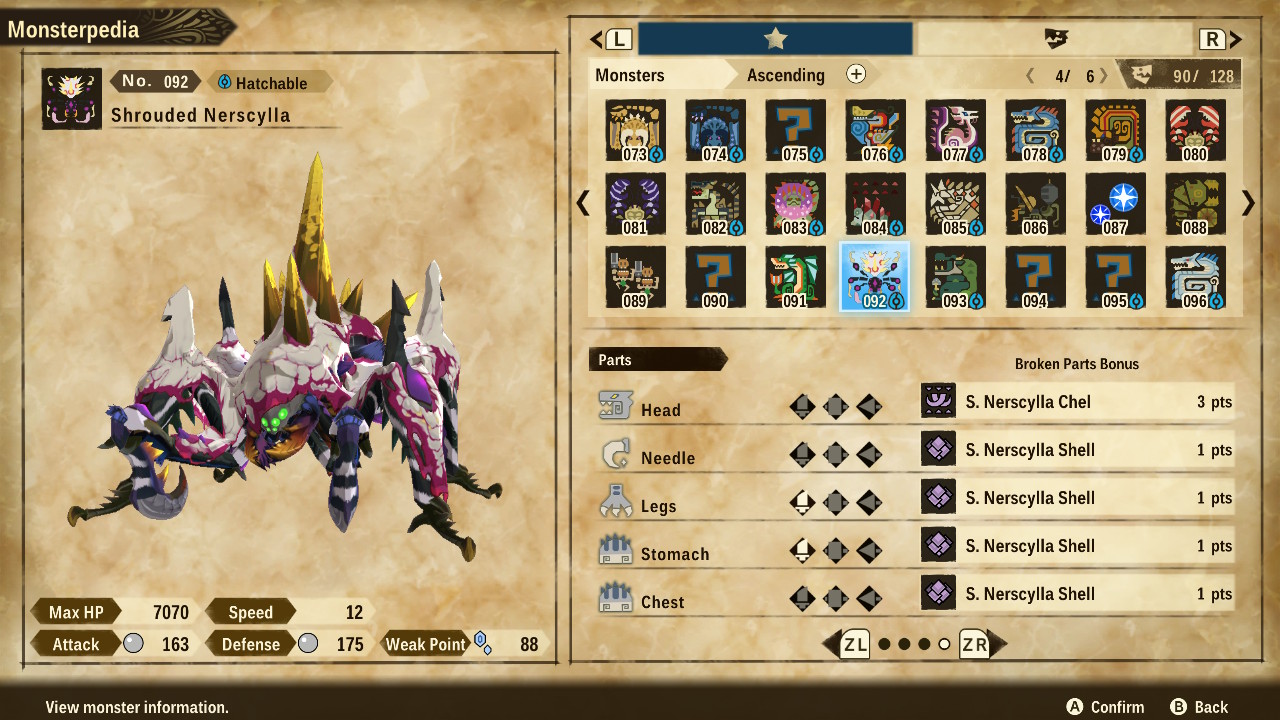 Monsterpedia
No. 092
Hatchable
Shrouded Nerscylla
Max HP 7070
Speed 12
Attack 163
Defense 175
Weak Point 88
L
R
Monsters
Ascending
4/ 6
90/ 128
073 074 075 076 077 078 079 080
081 082 083 084 085 086 087 088
089 090 091 092 093 094 095 096
Parts
Broken Parts Bonus
Head S. Nerscylla Chel 3 pts
Needle S. Nerscylla Shell 1 pts
Legs S. Nerscylla Shell 1 pts
Stomach S. Nerscylla Shell 1 pts
Chest S. Nerscylla Shell 1 pts
ZL ZR
View monster information.
A Confirm B Back